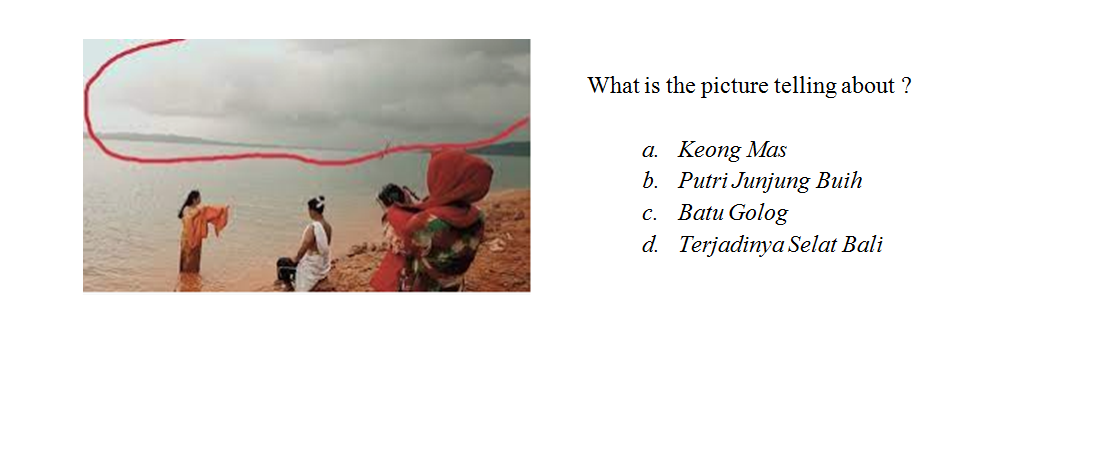 What is the picture telling about ?
a. Keong Mas
b. Putri Junjung Buih
c. Batu Golog
d. Terjadinya Selat Bali